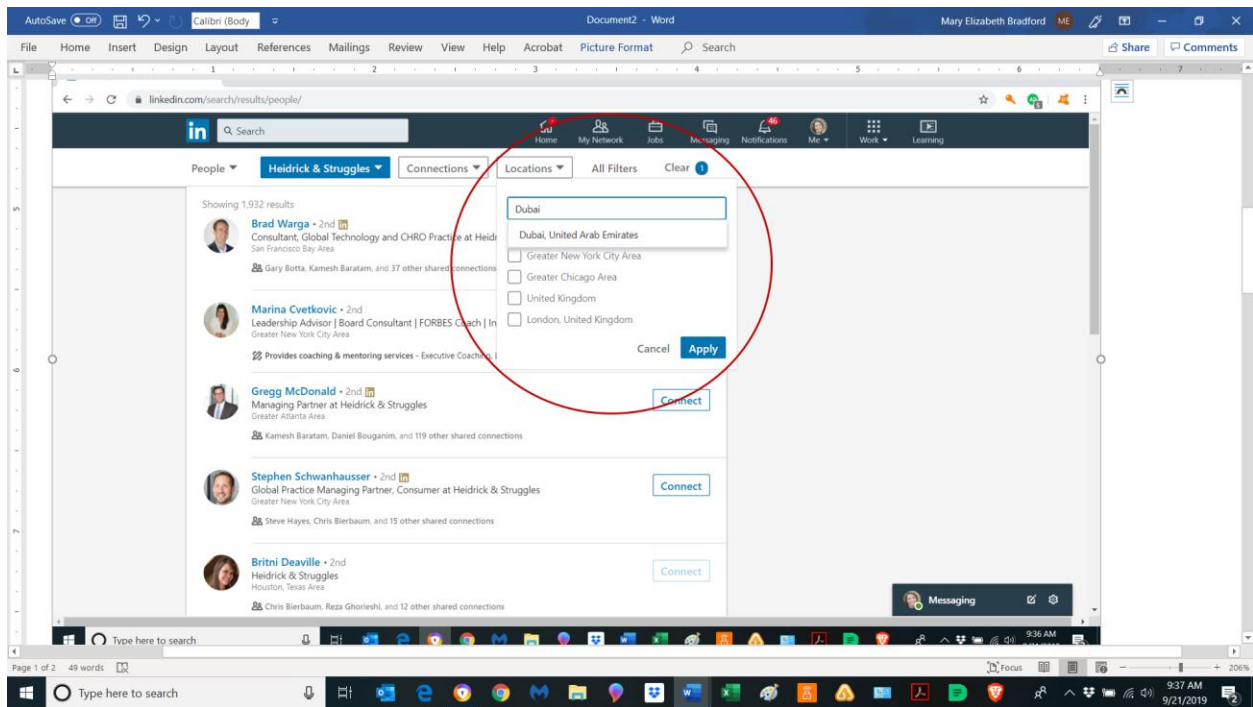 AutoSave Off Calibri (Body Document2 - Word Mary Elizabeth Bradford ME
File Home Insert Design Layout References Mailings Review View Help Acrobat Picture Format Search Share Comments
1 2 3 4 5 6 7
linkedin.com/search/results/people/
in Search Home My Network Jobs Messaging 46 Notifications Me Work Learning
People Heidrick & Struggles Connections Locations All Filters Clear 1
Showing 1,932 results
Dubai
Dubai, United Arab Emirates
Greater New York City Area
Greater Chicago Area
United Kingdom
London, United Kingdom
Cancel Apply
Brad Warga • 2nd in
Consultant, Global Technology and CHRO Practice at Heidr
San Francisco Bay Area
Gary Botta, Kamesh Baratam, and 37 other shared connections
Marina Cvetkovic • 2nd
Leadership Advisor | Board Consultant | FORBES Coach | In
Greater New York City Area
Provides coaching & mentoring services - Executive Coaching,
Gregg McDonald • 2nd in
Managing Partner at Heidrick & Struggles
Greater Atlanta Area
Kamesh Baratam, Daniel Bouganim, and 119 other shared connections
Connect
Stephen Schwanhausser • 2nd in
Global Practice Managing Partner, Consumer at Heidrick & Struggles
Greater New York City Area
Steve Hayes, Chris Bierbaum, and 15 other shared connections
Connect
Britni Deaville • 2nd
Heidrick & Struggles
Houston, Texas Area
Chris Bierbaum, Reza Ghorieshi, and 12 other shared connections
Connect
Messaging
Type here to search 9:36 AM
Page 1 of 2 49 words Focus 206%
Type here to search 9:37 AM
9/21/2019 2